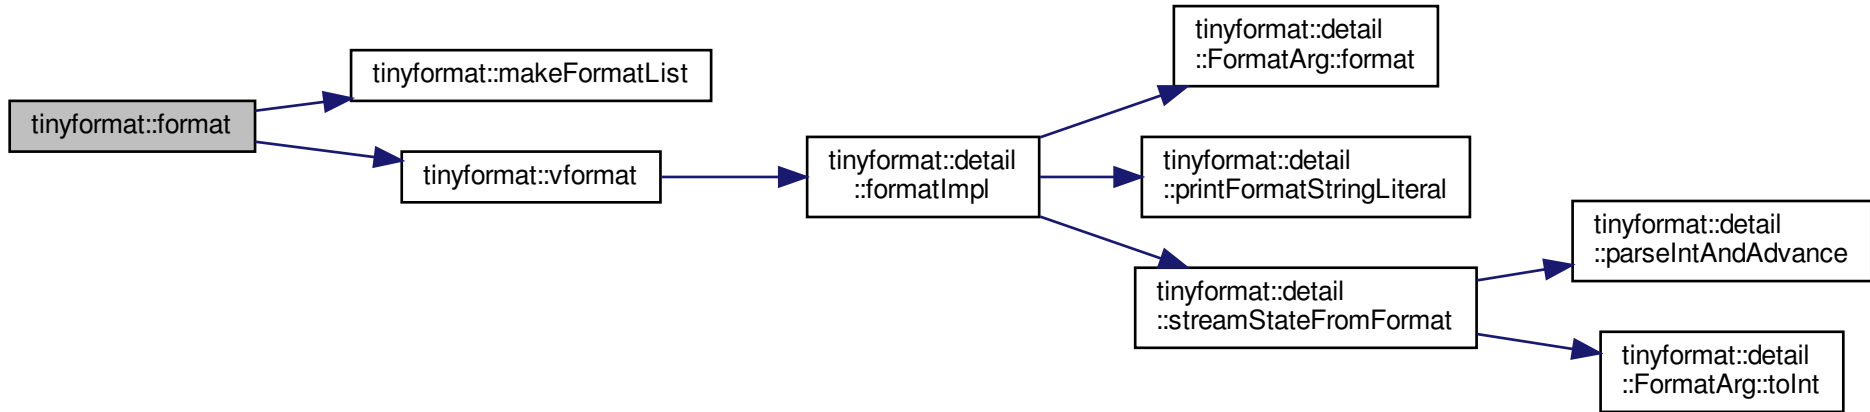 tinyformat::format
tinyformat::makeFormatList
tinyformat::vformat
tinyformat::detail
::formatImpl
tinyformat::detail
::FormatArg::format
tinyformat::detail
::printFormatStringLiteral
tinyformat::detail
::streamStateFromFormat
tinyformat::detail
::parseIntAndAdvance
tinyformat::detail
::FormatArg::toInt